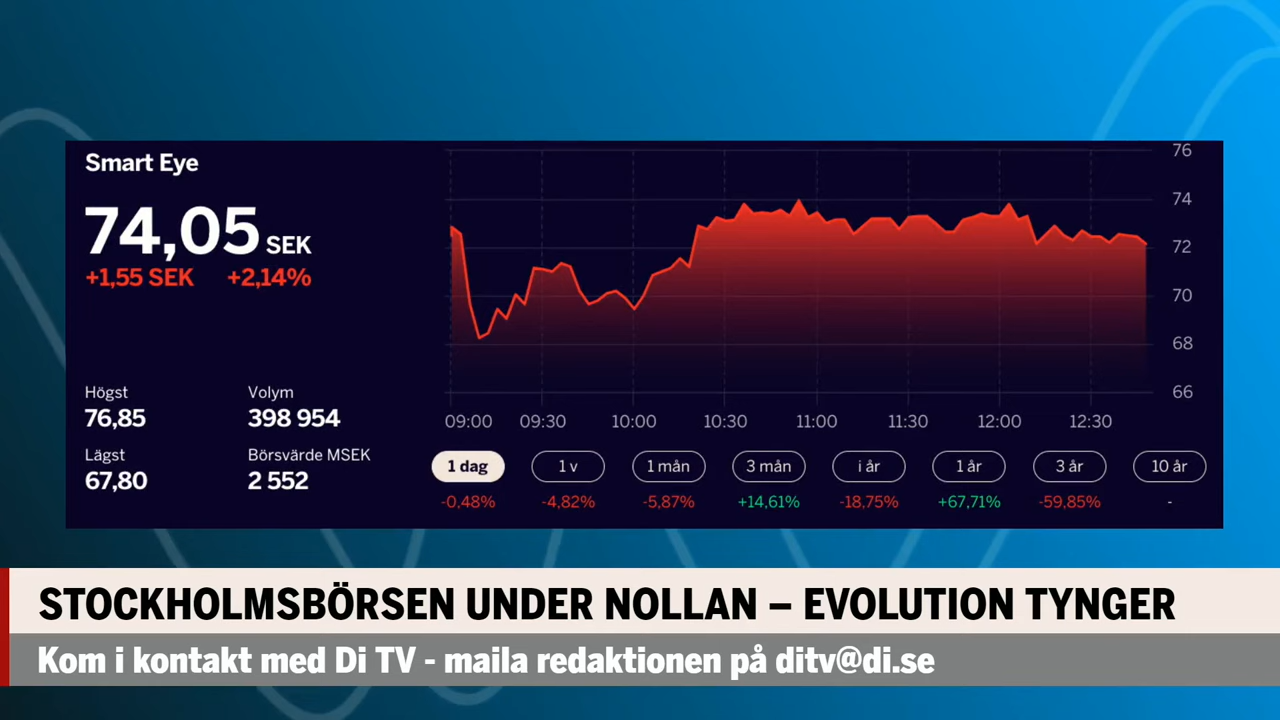 Smart Eye
74,05 SEK
+1,55 SEK +2,14%
Högst Volym
76,85 398 954
Lägst Börsvärde MSEK
67,80 2 552
76
74
72
70
68
66
09:00 09:30 10:00 10:30 11:00 11:30 12:00 12:30
1 dag 1 v 1 mån 3 mån i år 1 år 3 år 10 år
-0,48% -4,82% -5,87% +14,61% -18,75% +67,71% -59,85% -
STOCKHOLMSBÖRSEN UNDER NOLLAN – EVOLUTION TYNGER
Kom i kontakt med Di TV - maila redaktionen på ditv@di.se